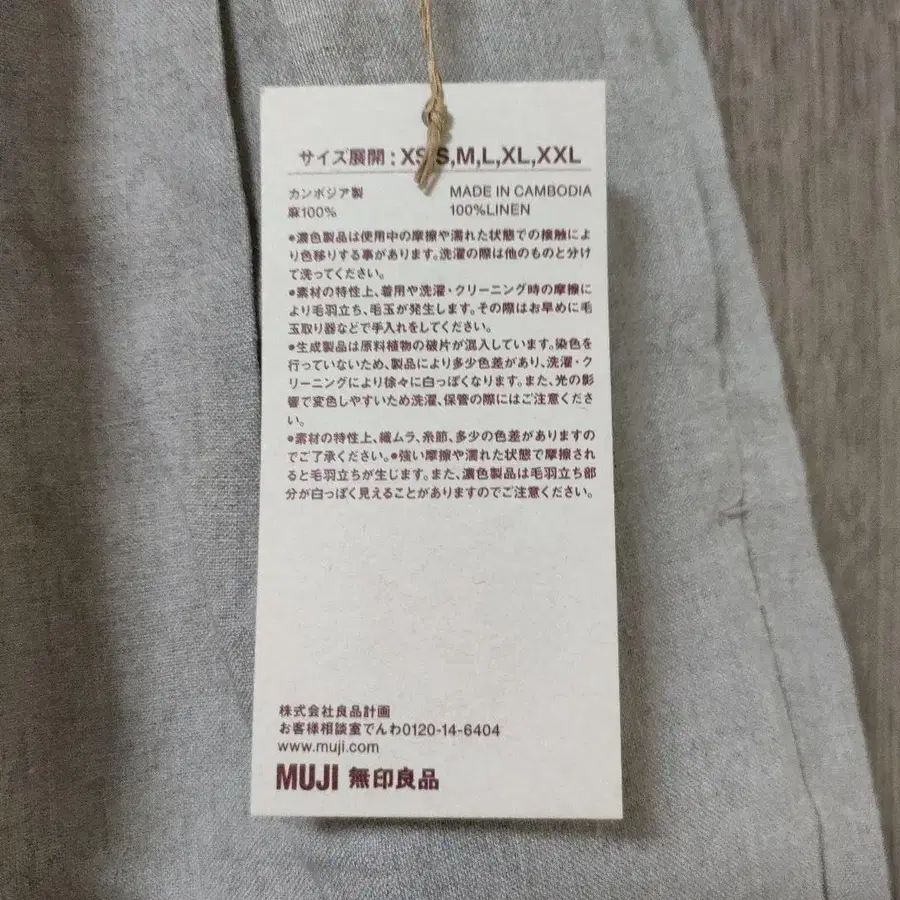 サイズ展開：XS,S,M,L,XL,XXL
カンボジア製 MADE IN CAMBODIA
麻100% 100%LINEN
●濃色製品は使用中の摩擦や濡れた状態での接触によ
り色移りする事があります。洗濯の際は他のものと分け
て洗ってください。
●素材の特性上、着用や洗濯・クリーニング時の摩擦に
より毛羽立ち、毛玉が発生します。その際はお早めに毛
玉取り器などで手入れをしてください。
●生成製品は原料植物の破片が混入しています。染色を
行っていないため、製品により多少色差があり、洗濯・ク
リーニングにより徐々に白っぽくなります。また、光の影
響で変色しやすいため洗濯、保管の際にはご注意くださ
い。
●素材の特性上、織ムラ、糸節、多少の色差がありますの
でご了承ください。●強い摩擦や濡れた状態で摩擦され
ると毛羽立ちが生じます。また、濃色製品は毛羽立ち部
分が白っぽく見えることがありますのでご注意ください。
株式会社良品計画
お客様相談室でんわ0120-14-6404
www.muji.com
MUJI 無印良品